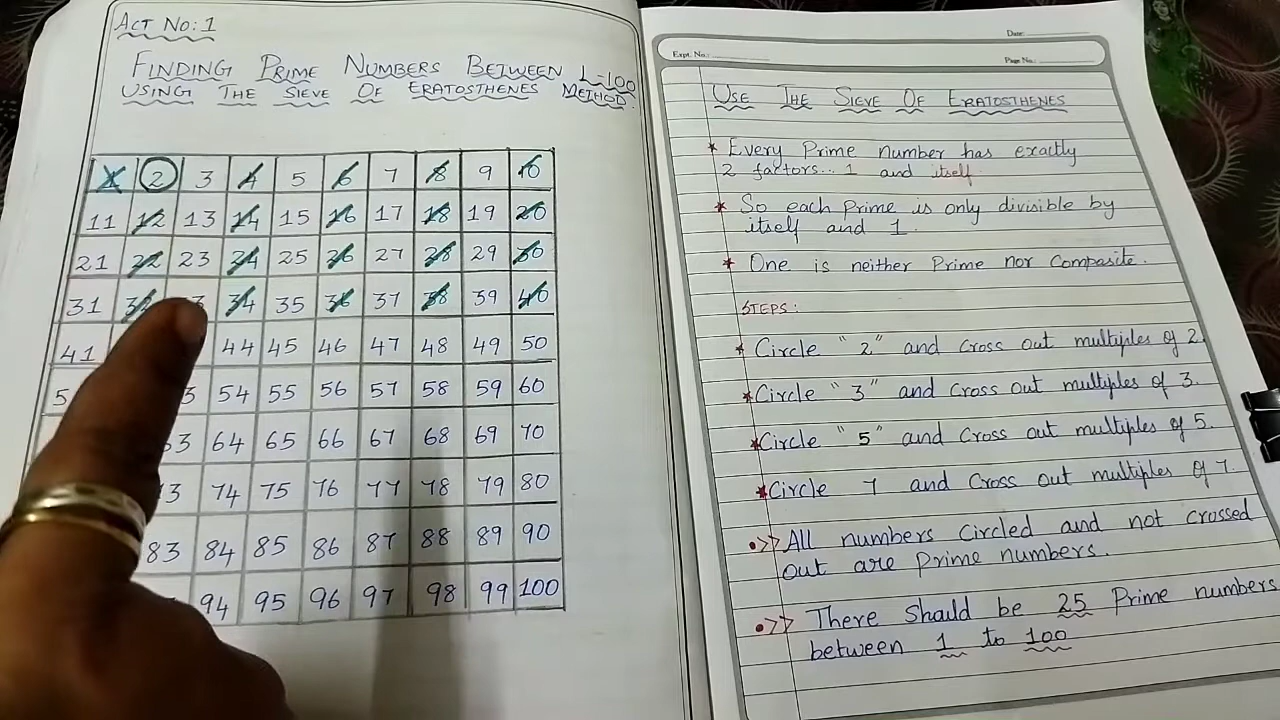 ACT NO: 1
FINDING PRIME NUMBERS BETWEEN 1-100
USING THE SIEVE OF ERATOSTHENES METHOD.
1 2 3 4 5 6 7 8 9 10
11 12 13 14 15 16 17 18 19 20
21 22 23 24 25 26 27 28 29 30
31 32 34 35 36 37 38 39 40
41 44 45 46 47 48 49 50
54 55 56 57 58 59 60
63 64 65 66 67 68 69 70
74 75 76 77 78 79 80
83 84 85 86 87 88 89 90
94 95 96 97 98 99 100
Date:
Expt. No.:
Page No.:
USE THE SIEVE OF ERATOSTHENES
* Every Prime number has exactly
2 factors... 1 and itself
* So each Prime is only divisible by
itself and 1.
* One is neither Prime nor Composite.
STEPS:
* Circle "2" and Cross out multiples of 2.
* Circle "3" and Cross out multiples of 3.
* Circle "5" and Cross out multiples of 5.
* Circle 7 and Cross out multiples of 7.
•>> All numbers Circled and not crossed
out are Prime numbers.
•>> There Should be 25 Prime numbers
between 1 to 100